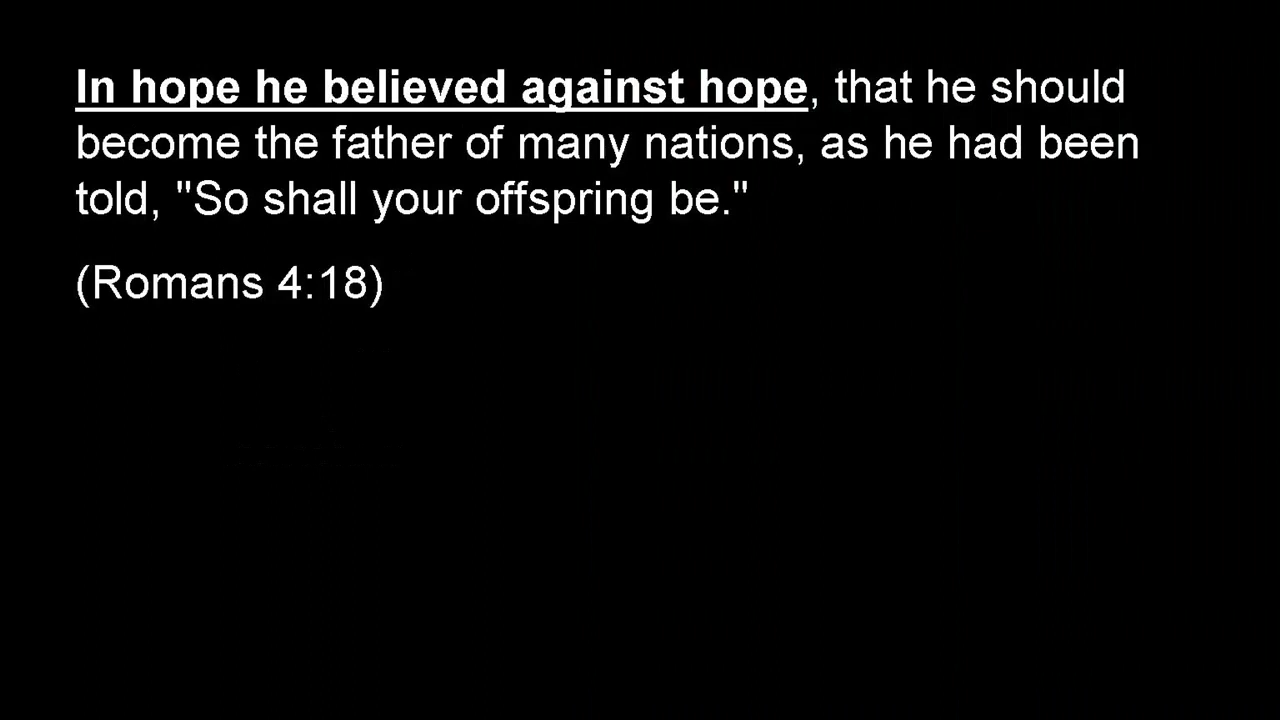 In hope he believed against hope, that he should
become the father of many nations, as he had been
told, "So shall your offspring be."
(Romans 4:18)